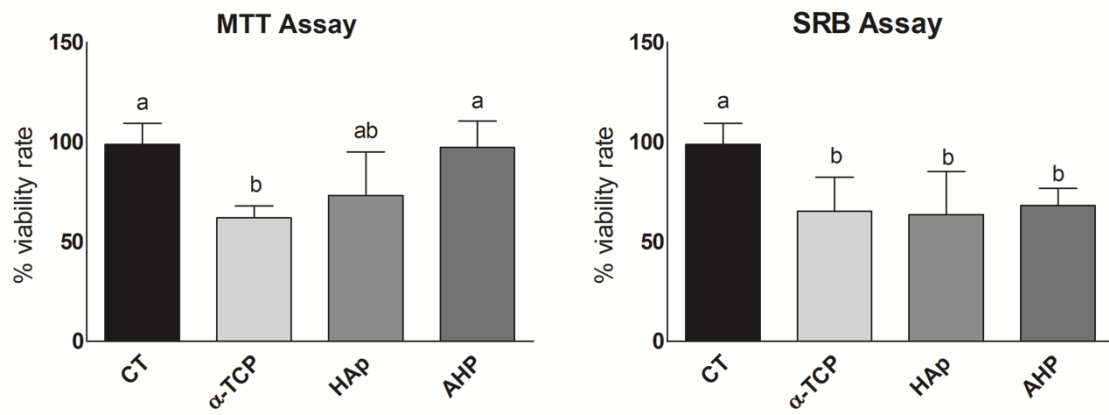 MTT Assay
% viability rate
150
100
50
0
a
b
ab
a
CT
α-TCP
HAp
AHP
SRB Assay
% viability rate
150
100
50
0
a
b
b
b
CT
α-TCP
HAp
AHP